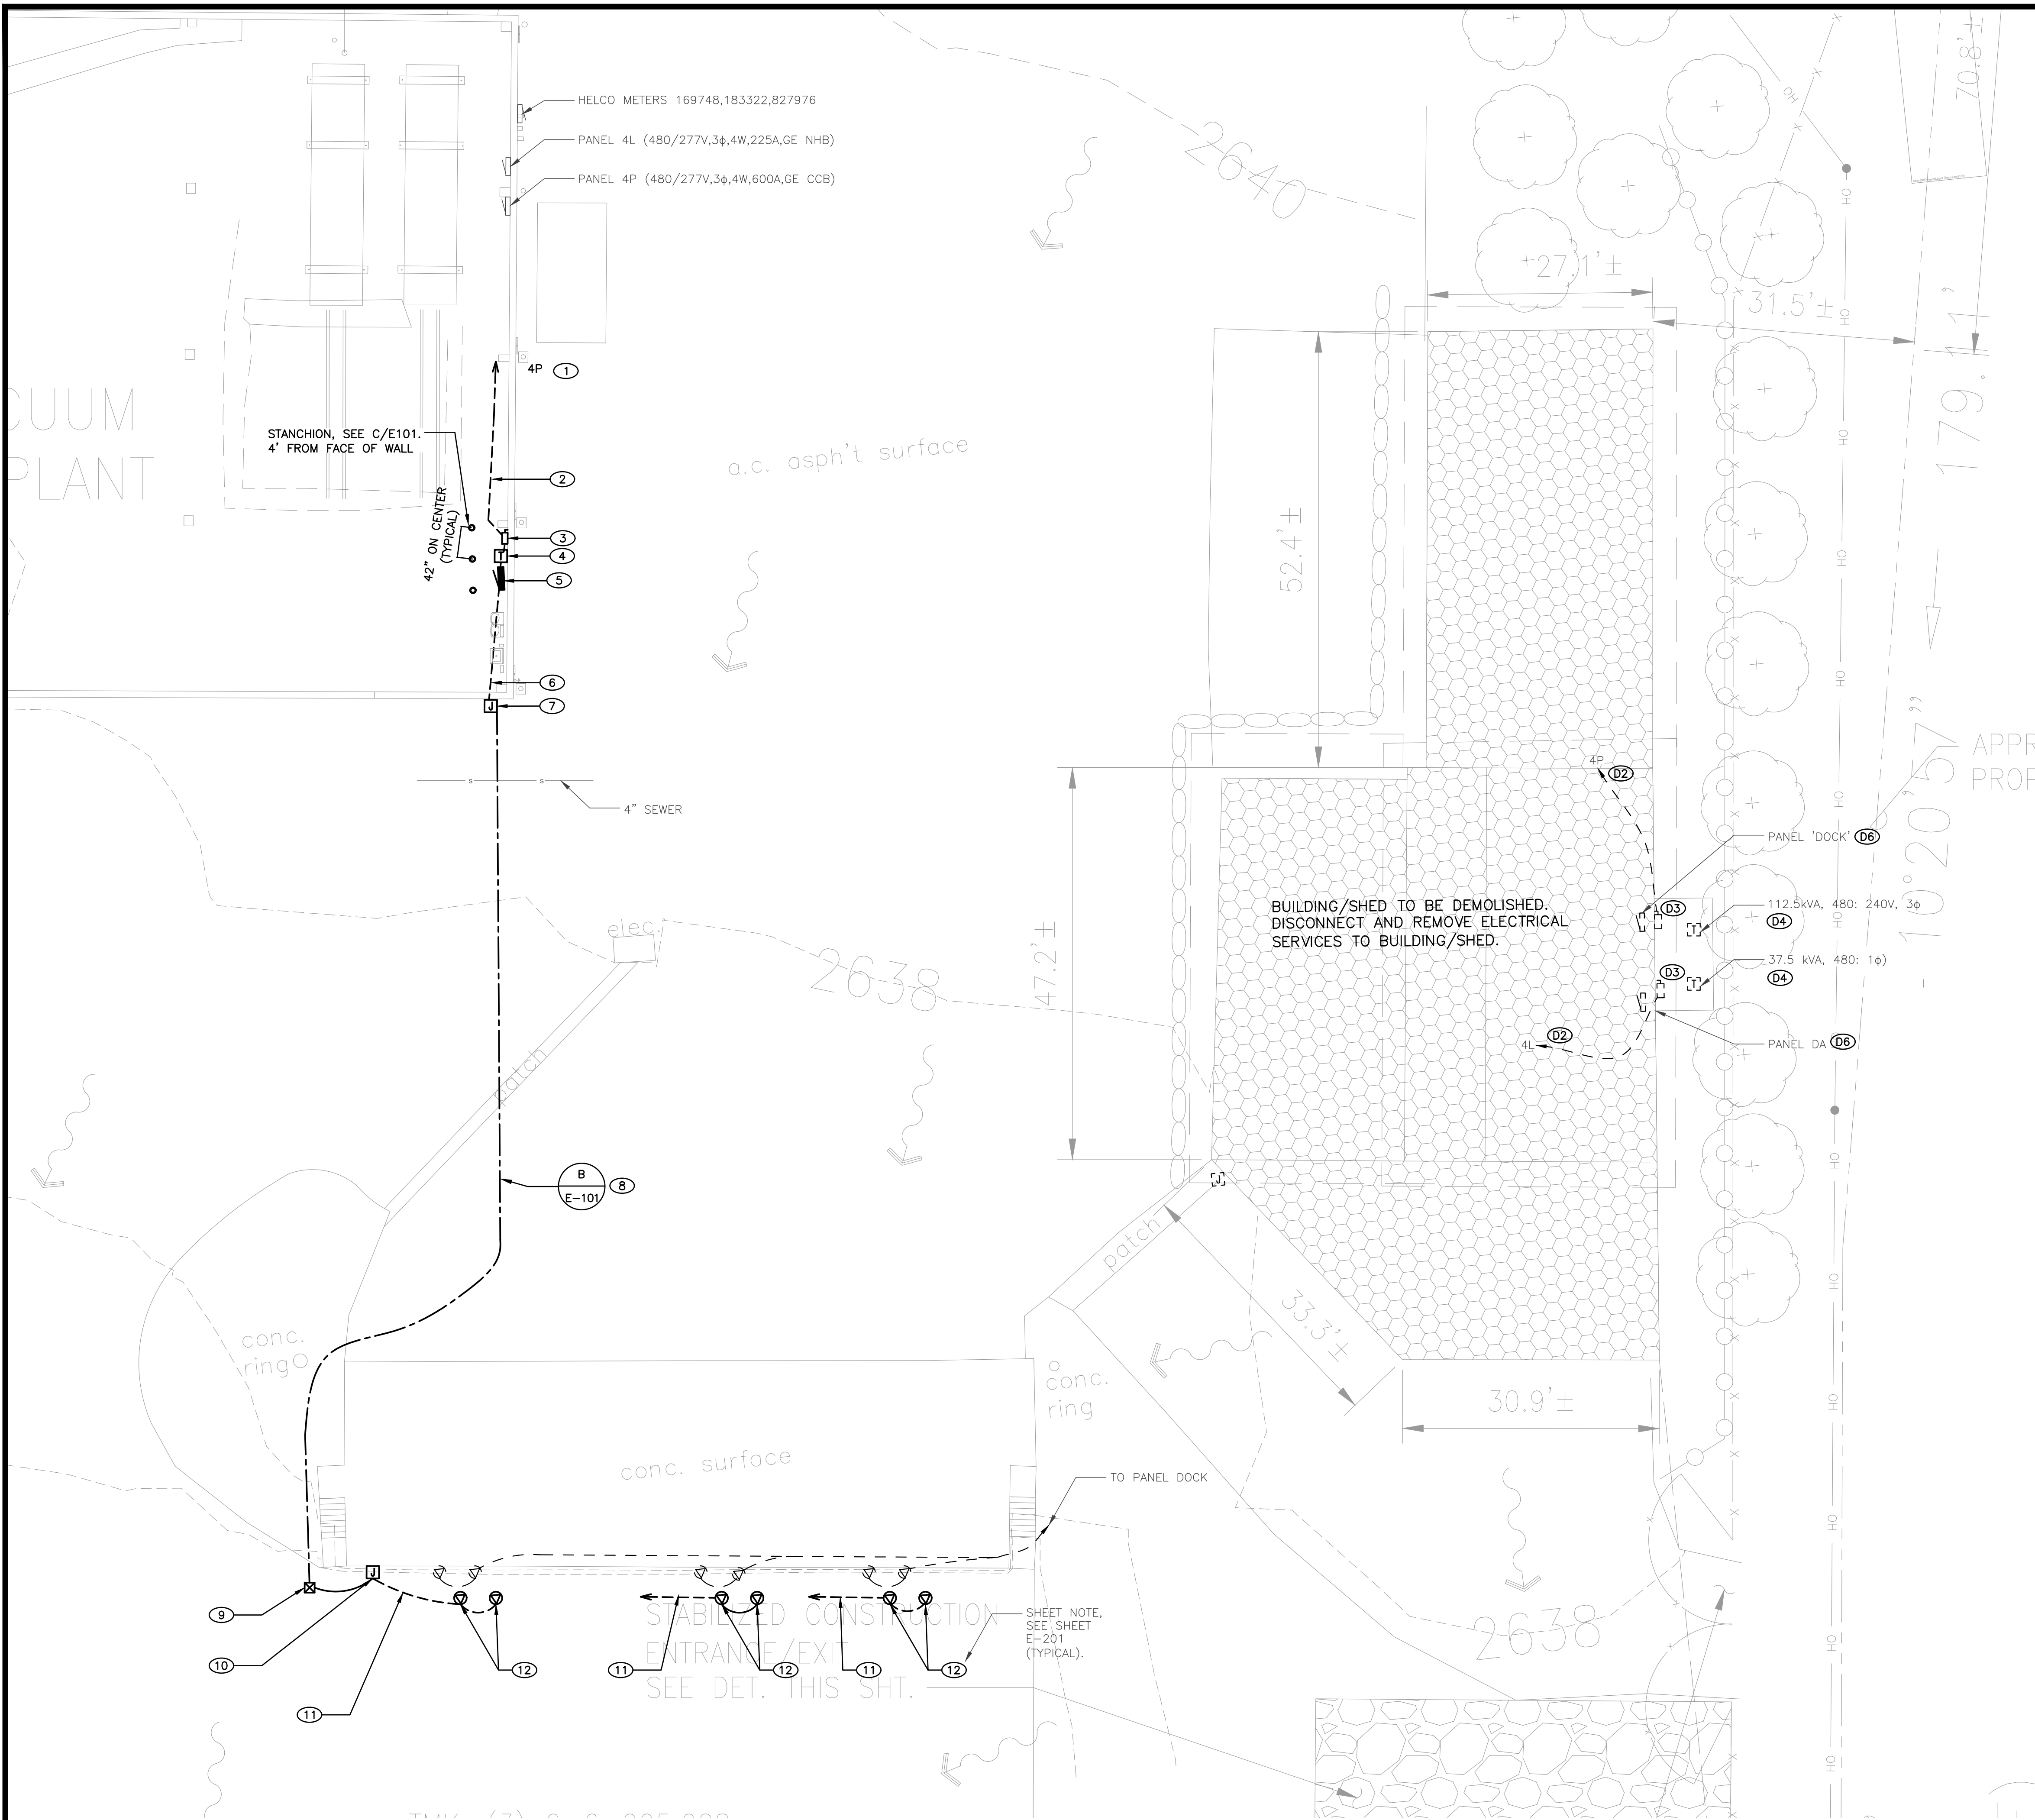 HELCO METERS 169748,183322,827976
PANEL 4L (480/277V,3ϕ,4W,225A,GE NHB)
PANEL 4P (480/277V,3ϕ,4W,600A,GE CCB)
2640
70.8'±
OH
27.1'±
31.5'±
179.11'
4P 1
CUUM
PLANT
STANCHION, SEE C/E101.
4' FROM FACE OF WALL
42" ON CENTER
(TYPICAL)
a.c. asph't surface
2
3
T 4
5
6
J 7
52.4'±
s s
4" SEWER
4P D2
PANEL 'DOCK' D6
10°20'57"
D3
112.5kVA, 480: 240V, 3ϕ
T D4
BUILDING/SHED TO BE DEMOLISHED.
DISCONNECT AND REMOVE ELECTRICAL
SERVICES TO BUILDING/SHED.
D3
37.5 kVA, 480: 1ϕ)
T D4
4L D2
PANEL DA D6
elec.
2638
47.2'±
patch
B
E-101
8
J
patch
33.3'±
30.9'±
conc.
ring
conc.
ring
conc. surface
TO PANEL DOCK
J
9
10
11
12
11
12
11
12
SHEET NOTE,
SEE SHEET
E-201
(TYPICAL).
STABILIZED CONSTRUCTION
ENTRANCE/EXIT
SEE DET. THIS SHT.
2638